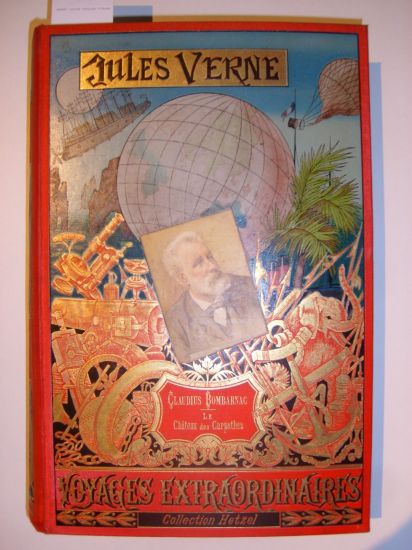 JULES VERNE
CLAUDIUS BOMBARNAC
LE
Château des Carpathes
VOYAGES EXTRAORDINAIRES
Collection Hetzel